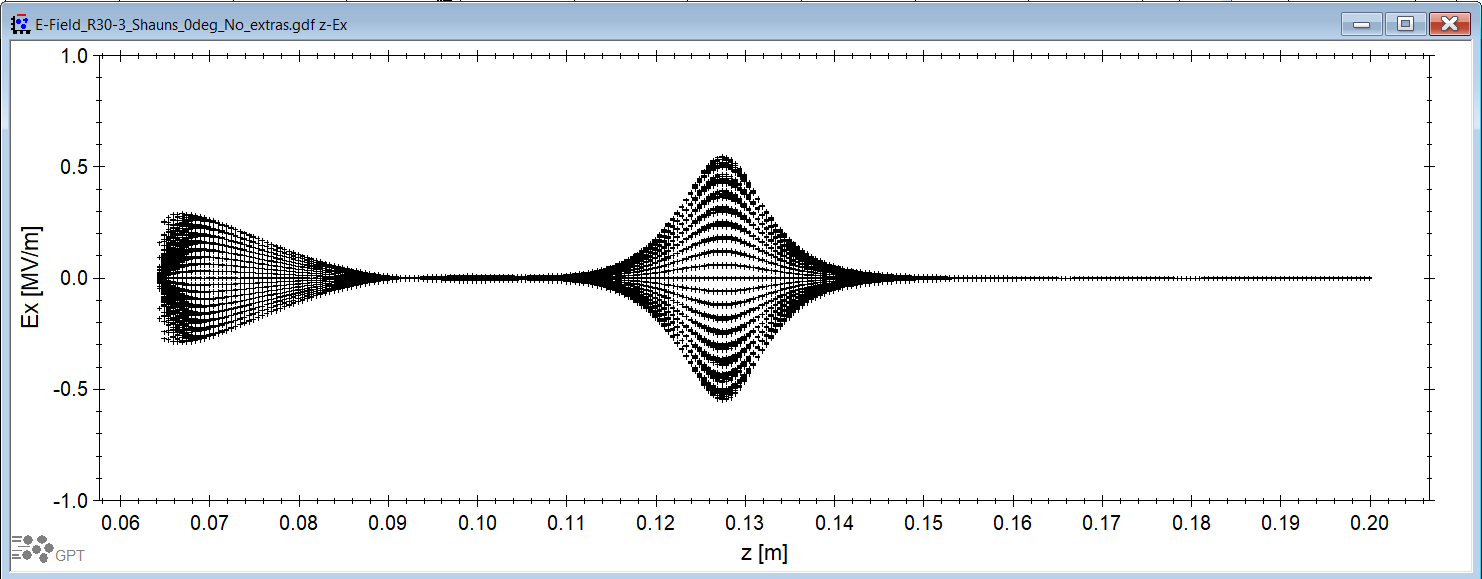 E-Field_R30-3_Shauns_0deg_No_extras.gdf z-Ex
1.0
0.5
0.0
-0.5
-1.0
Ex [MV/m]
0.06 0.07 0.08 0.09 0.10 0.11 0.12 0.13 0.14 0.15 0.16 0.17 0.18 0.19 0.20
z [m]
GPT